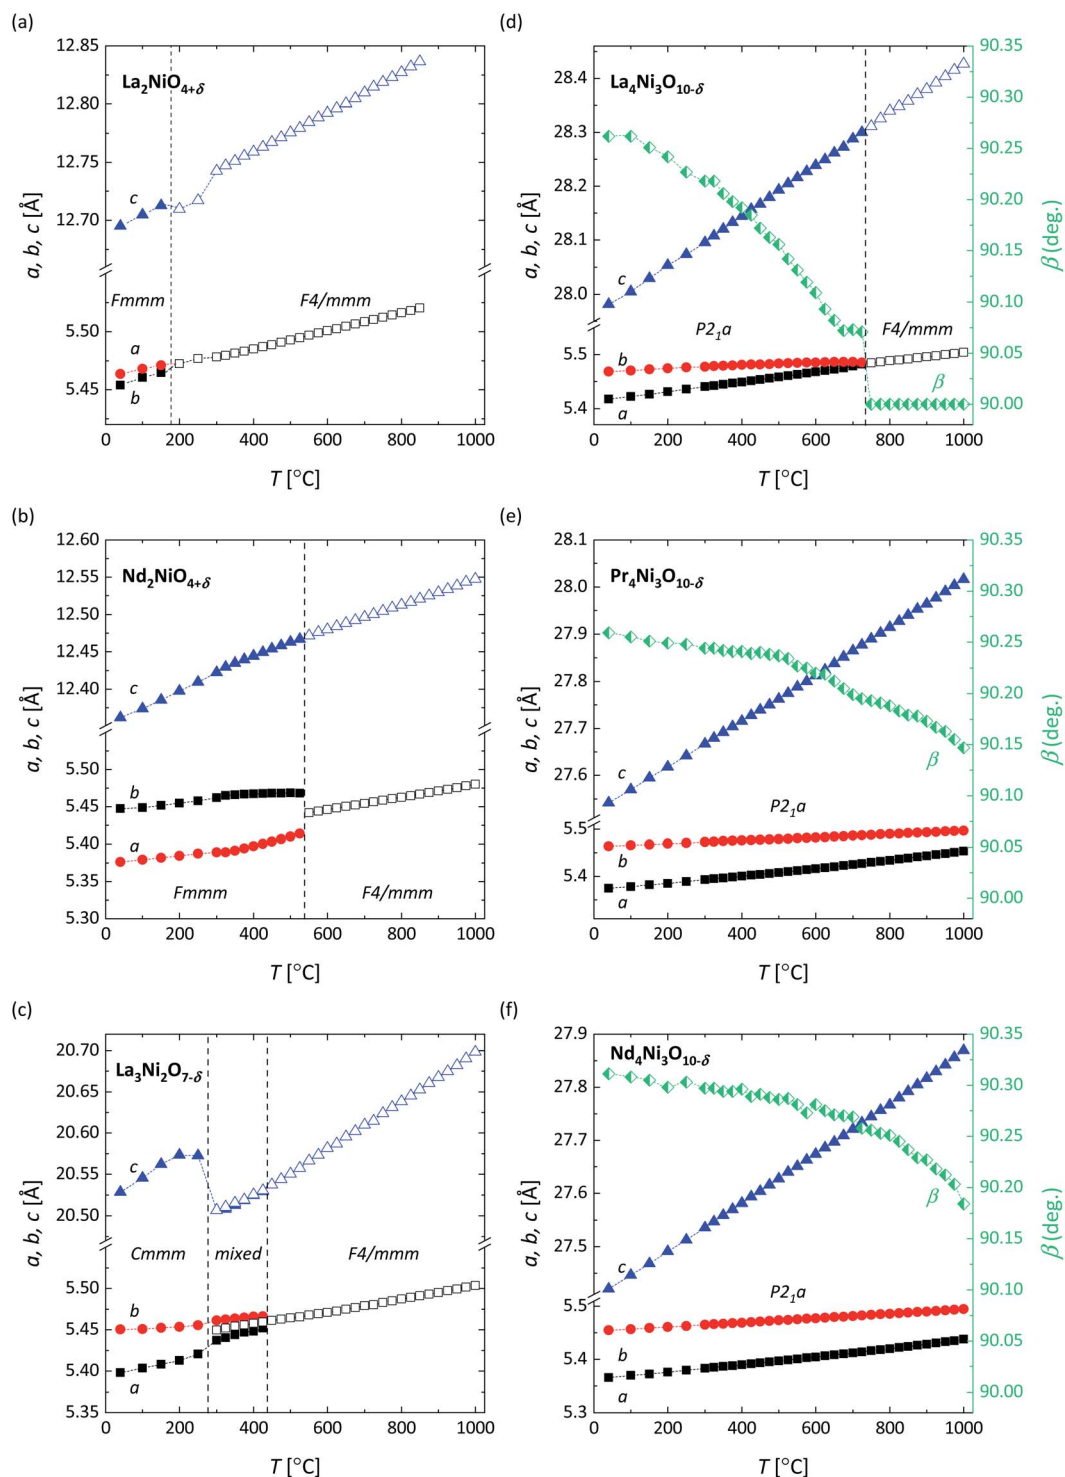 (a)
12.85
12.80
12.75
12.70
5.50
5.45
a, b, c [Å]
La₂NiO₄₊δ
c
Fmmm
F4/mmm
a
b
0 200 400 600 800 1000
T [°C]
(d)
28.4
28.3
28.2
28.1
28.0
5.5
5.4
a, b, c [Å]
La₄Ni₃O₁₀₋δ
c
P2₁a
F4/mmm
b
a
β
90.35
90.30
90.25
90.20
90.15
90.10
90.05
90.00
β (deg.)
0 200 400 600 800 1000
T [°C]
(b)
12.60
12.55
12.50
12.45
12.40
5.50
5.45
5.40
5.35
5.30
a, b, c [Å]
Nd₂NiO₄₊δ
c
b
a
Fmmm
F4/mmm
0 200 400 600 800 1000
T [°C]
(e)
28.1
28.0
27.9
27.8
27.7
27.6
5.5
5.4
a, b, c [Å]
Pr₄Ni₃O₁₀₋δ
c
β
P2₁a
b
a
90.35
90.30
90.25
90.20
90.15
90.10
90.05
90.00
β (deg.)
0 200 400 600 800 1000
T [°C]
(c)
20.70
20.65
20.60
20.55
20.50
5.50
5.45
5.40
5.35
a, b, c [Å]
La₃Ni₂O₇₋δ
c
Cmmm
mixed
F4/mmm
b
a
0 200 400 600 800 1000
T [°C]
(f)
27.9
27.8
27.7
27.6
27.5
5.5
5.4
5.3
a, b, c [Å]
Nd₄Ni₃O₁₀₋δ
c
β
P2₁a
b
a
90.35
90.30
90.25
90.20
90.15
90.10
90.05
90.00
β (deg.)
0 200 400 600 800 1000
T [°C]